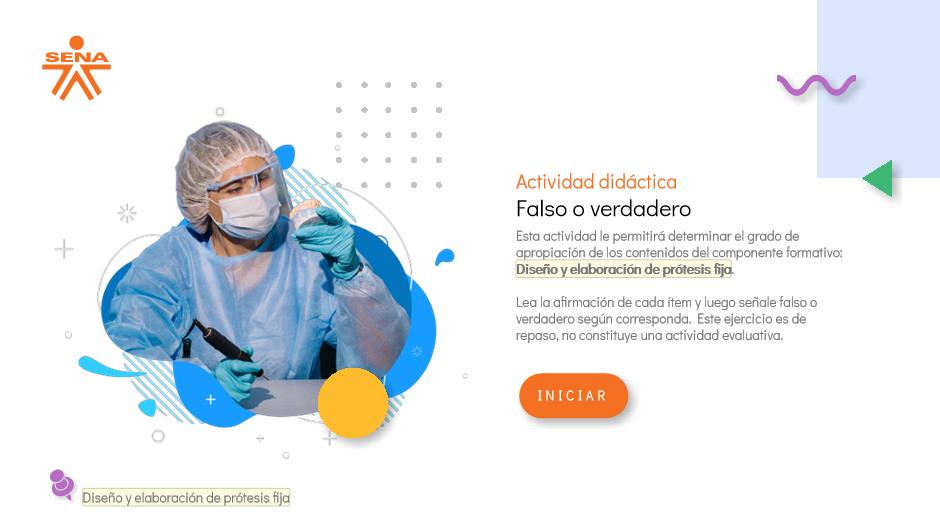 SENA
Actividad didáctica
Falso o verdadero
Esta actividad le permitirá determinar el grado de
apropiación de los contenidos del componente formativo:
Diseño y elaboración de prótesis fija.
Lea la afirmación de cada ítem y luego señale falso o
verdadero según corresponda. Este ejercicio es de
repaso, no constituye una actividad evaluativa.
INICIAR
Diseño y elaboración de prótesis fija